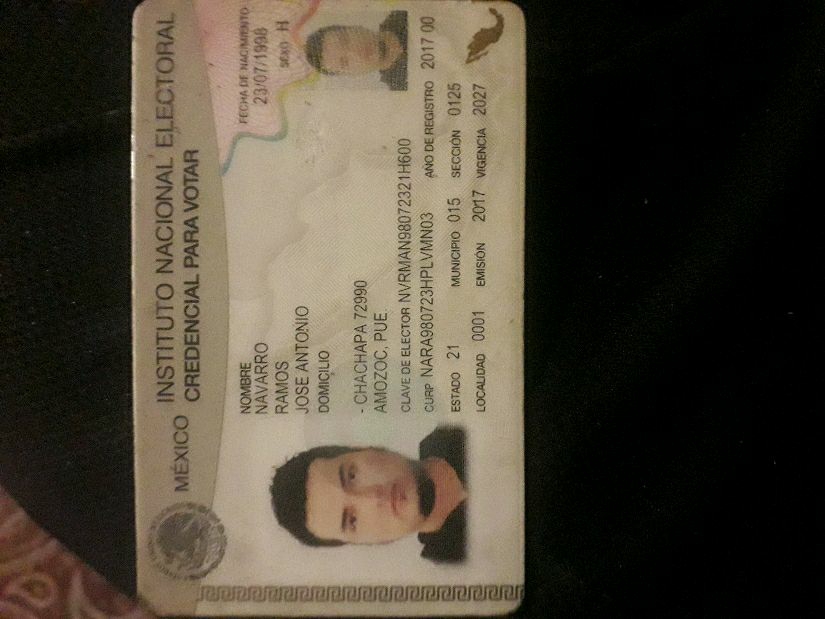 MÉXICO INSTITUTO NACIONAL ELECTORAL
CREDENCIAL PARA VOTAR
NOMBRE
NAVARRO
RAMOS
JOSE ANTONIO
FECHA DE NACIMIENTO
23/07/1998
SEXO H
DOMICILIO
- CHACHAPA 72990
AMOZOC, PUE.
CLAVE DE ELECTOR NVRMAN98072321H600
CURP NARA980723HPLVMN03 AÑO DE REGISTRO 2017 00
ESTADO 21 MUNICIPIO 015 SECCIÓN 0125
LOCALIDAD 0001 EMISIÓN 2017 VIGENCIA 2027